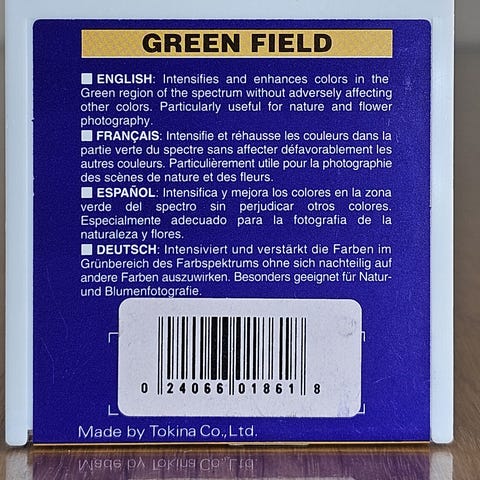 GREEN FIELD
■ ENGLISH: Intensifies and enhances colors in the
Green region of the spectrum without adversely affecting
other colors. Particularly useful for nature and flower
photography.
■ FRANÇAIS: Intensifie et réhausse les couleurs dans la
partie verte du spectre sans affecter défavorablement les
autres couleurs. Particulièrement utile pour la photographie
des scènes de nature et des fleurs.
■ ESPAÑOL: Intensifica y mejora los colores en la zona
verde del spectro sin perjudicar otros colores.
Especialmente adecuado para la fotografia de la
naturaleza y flores.
■ DEUTSCH: Intensiviert und verstärkt die Farben im
Grünbereich des Farbspektrums ohne sich nachteilig auf
andere Farben auszuwirken. Besonders geeignet für Natur-
und Blumenfotografie.
0 24066 01861 8
Made by Tokina Co.,Ltd.